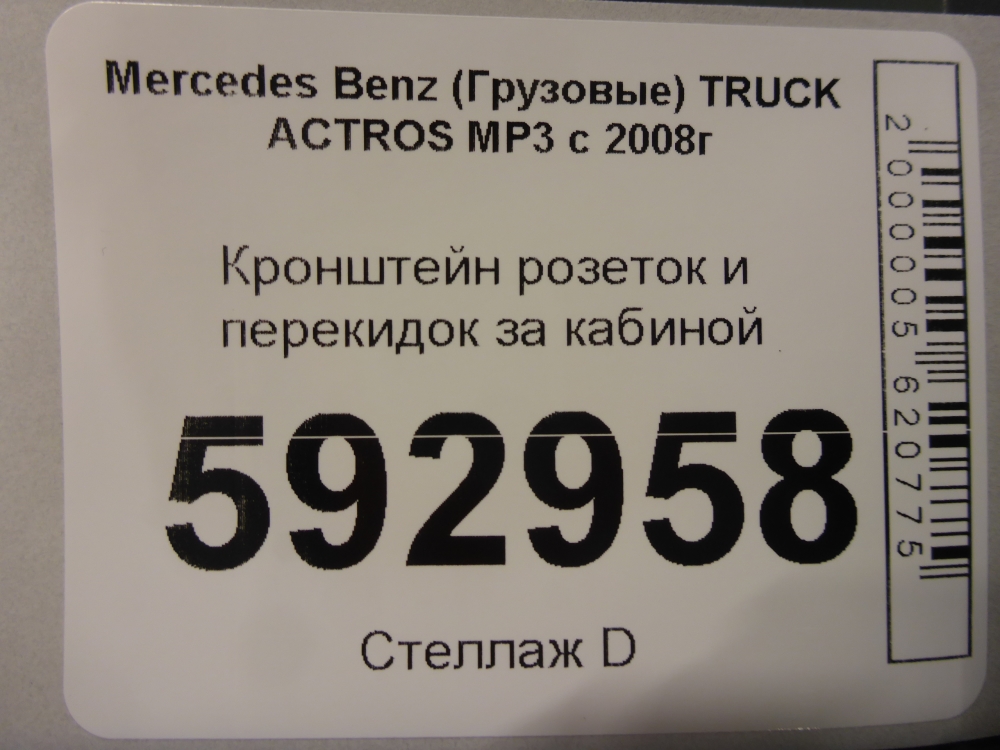 Mercedes Benz (Грузовые) TRUCK
ACTROS MP3 с 2008г
Кронштейн розеток и
перекидок за кабиной
592958
Стеллаж D
2000005620775